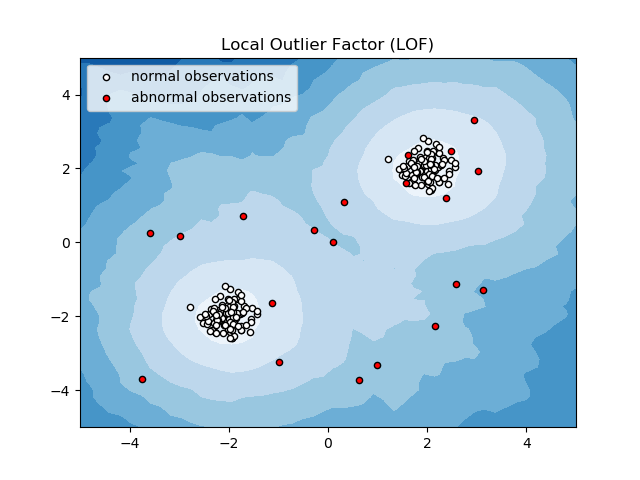 Local Outlier Factor (LOF)
normal observations
abnormal observations
4
2
0
−2
−4
−4 −2 0 2 4